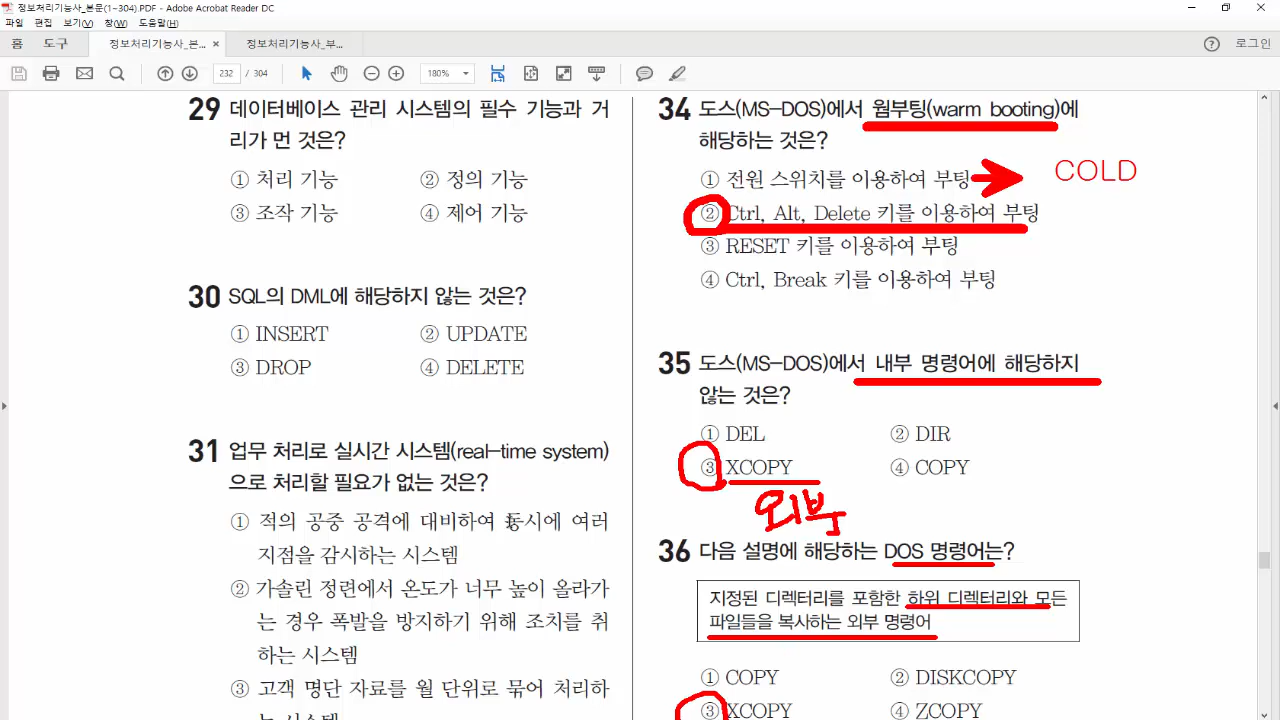 정보처리기능사_본문(1~304).PDF - Adobe Acrobat Reader DC
파일 편집 보기(V) 창(W) 도움말(H)
홈 도구 정보처리기능사_본... × 정보처리기능사_부... 로그인
232 / 304 180%
29 데이터베이스 관리 시스템의 필수 기능과 거
리가 먼 것은?
① 처리 기능 ② 정의 기능
③ 조작 기능 ④ 제어 기능
30 SQL의 DML에 해당하지 않는 것은?
① INSERT ② UPDATE
③ DROP ④ DELETE
31 업무 처리로 실시간 시스템(real-time system)
으로 처리할 필요가 없는 것은?
① 적의 공중 공격에 대비하여 동시에 여러
지점을 감시하는 시스템
② 가솔린 정련에서 온도가 너무 높이 올라가
는 경우 폭발을 방지하기 위해 조치를 취
하는 시스템
③ 고객 명단 자료를 월 단위로 묶어 처리하
는 시스템
34 도스(MS-DOS)에서 웜부팅(warm booting)에
해당하는 것은?
① 전원 스위치를 이용하여 부팅 COLD
② Ctrl, Alt, Delete 키를 이용하여 부팅
③ RESET 키를 이용하여 부팅
④ Ctrl, Break 키를 이용하여 부팅
35 도스(MS-DOS)에서 내부 명령어에 해당하지
않는 것은?
① DEL ② DIR
③ XCOPY ④ COPY
외부
36 다음 설명에 해당하는 DOS 명령어는?
지정된 디렉터리를 포함한 하위 디렉터리와 모든
파일들을 복사하는 외부 명령어
① COPY ② DISKCOPY
③ XCOPY ④ ZCOPY